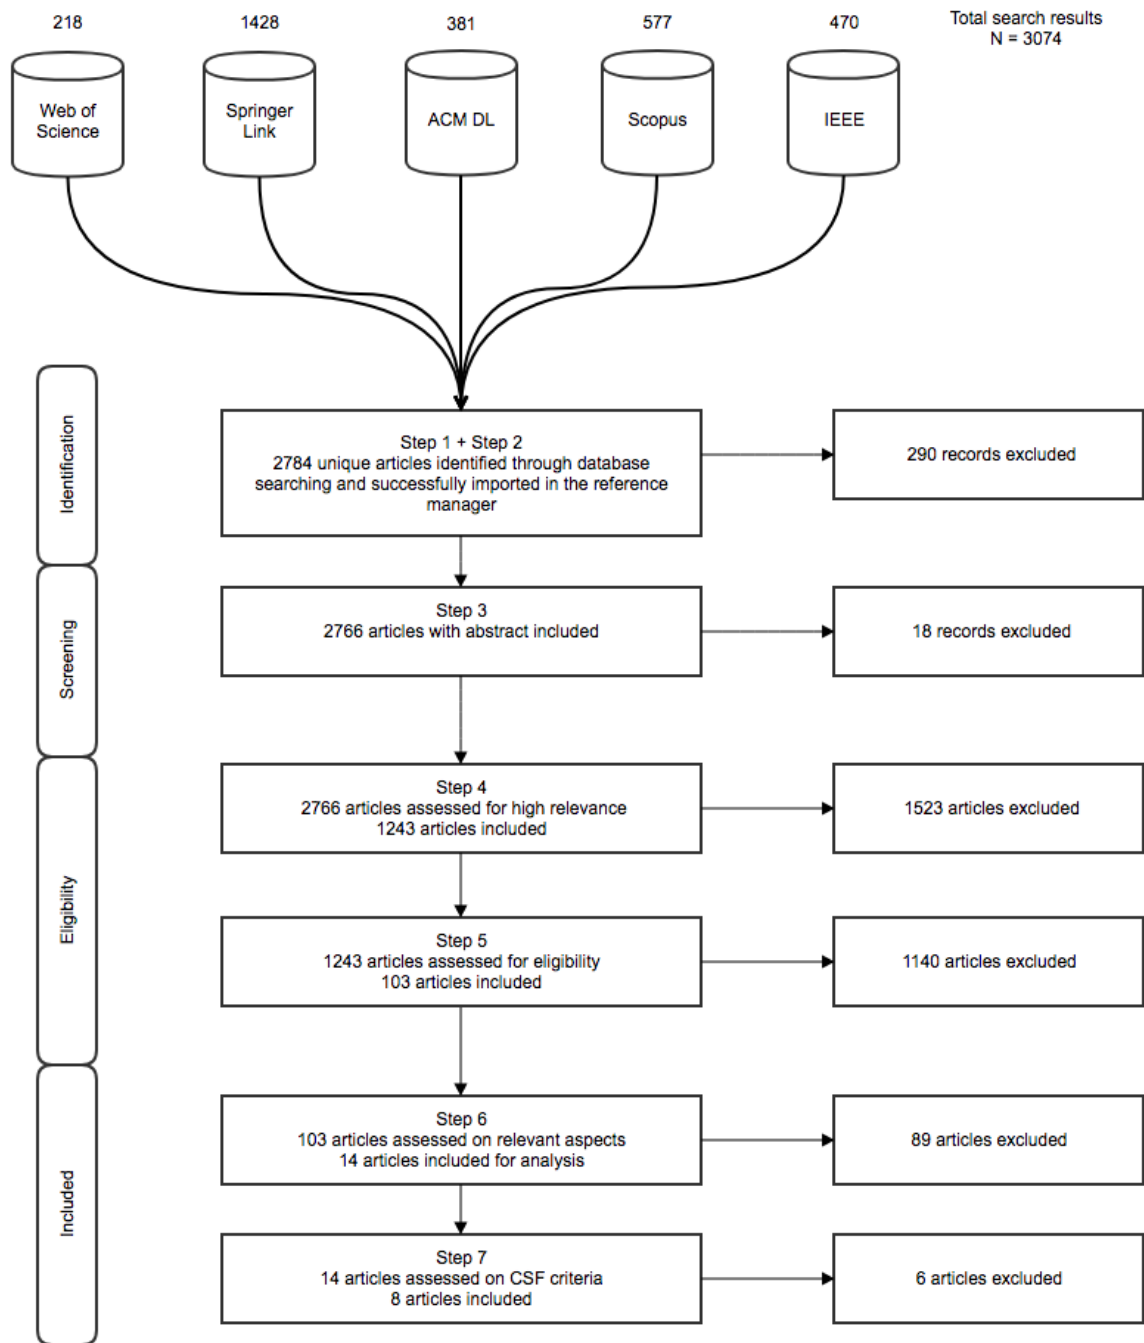 218
1428
381
577
470
Total search results
N = 3074
Web of
Science
Springer
Link
ACM DL
Scopus
IEEE
Identification
Step 1 + Step 2
2784 unique articles identified through database
searching and successfully imported in the reference
manager
290 records excluded
Screening
Step 3
2766 articles with abstract included
18 records excluded
Eligibility
Step 4
2766 articles assessed for high relevance
1243 articles included
1523 articles excluded
Step 5
1243 articles assessed for eligibility
103 articles included
1140 articles excluded
Included
Step 6
103 articles assessed on relevant aspects
14 articles included for analysis
89 articles excluded
Step 7
14 articles assessed on CSF criteria
8 articles included
6 articles excluded